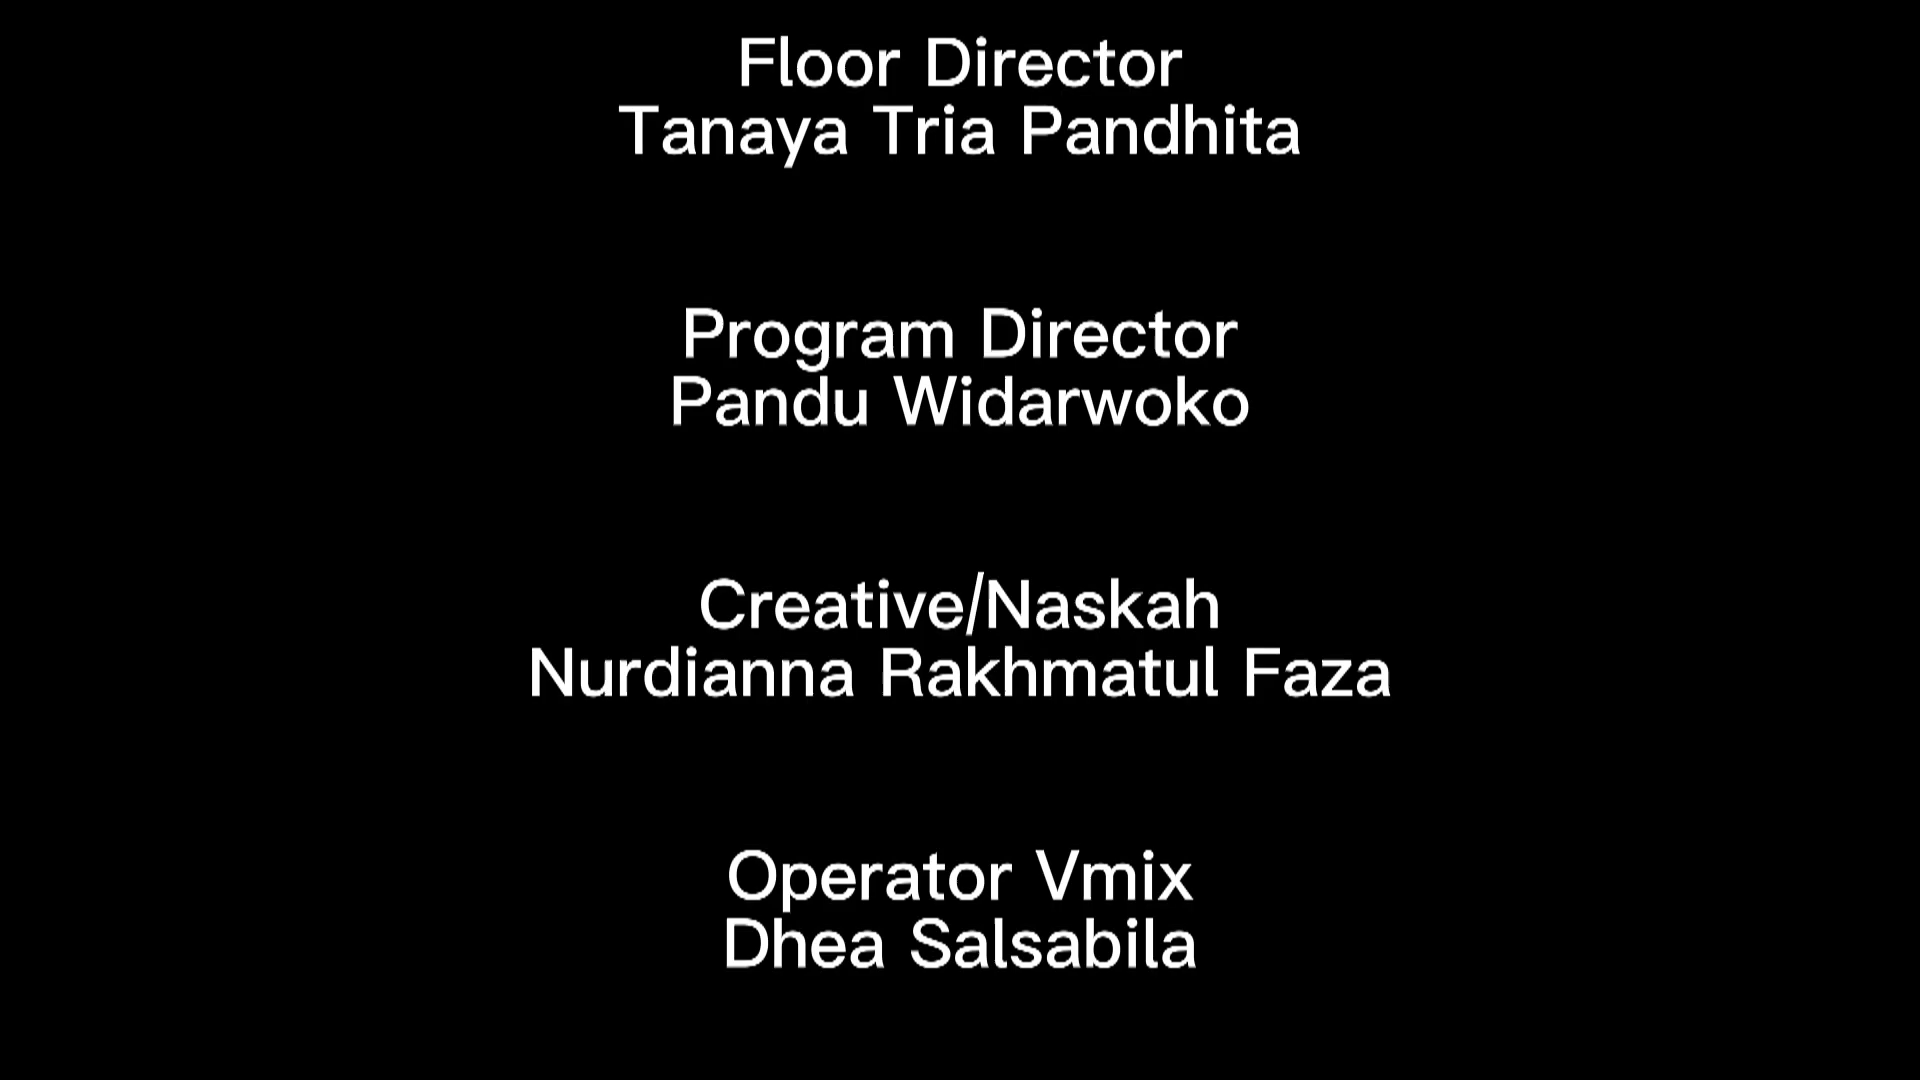 Floor Director
Tanaya Tria Pandhita
Program Director
Pandu Widarwoko
Creative/Naskah
Nurdianna Rakhmatul Faza
Operator Vmix
Dhea Salsabila